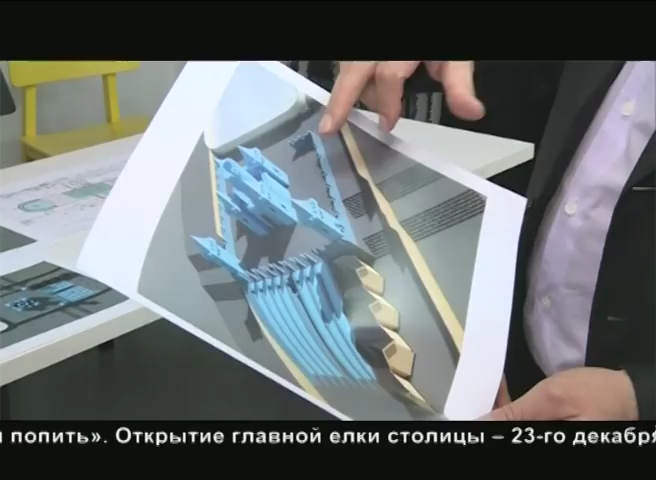 попить». Открытие главной елки столицы – 23-го декабря